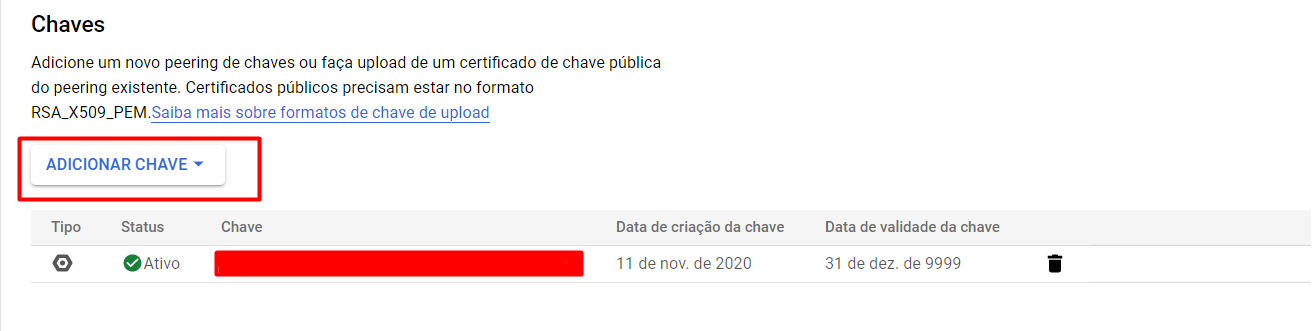 Chaves
Adicione um novo peering de chaves ou faça upload de um certificado de chave pública
do peering existente. Certificados públicos precisam estar no formato
RSA_X509_PEM.Saiba mais sobre formatos de chave de upload
ADICIONAR CHAVE
Tipo Status Chave Data de criação da chave Data de validade da chave
Ativo 11 de nov. de 2020 31 de dez. de 9999